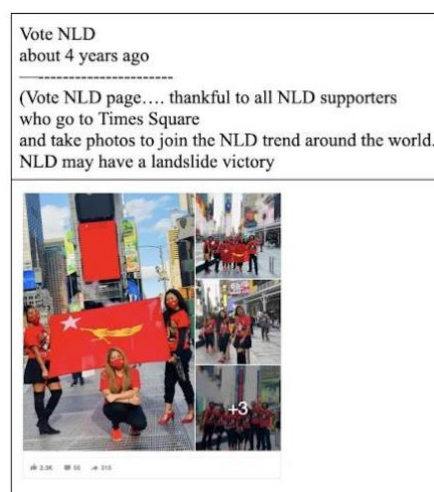 Vote NLD
about 4 years ago
-----------------------
(Vote NLD page…. thankful to all NLD supporters
who go to Times Square
and take photos to join the NLD trend around the world.
NLD may have a landslide victory
+3